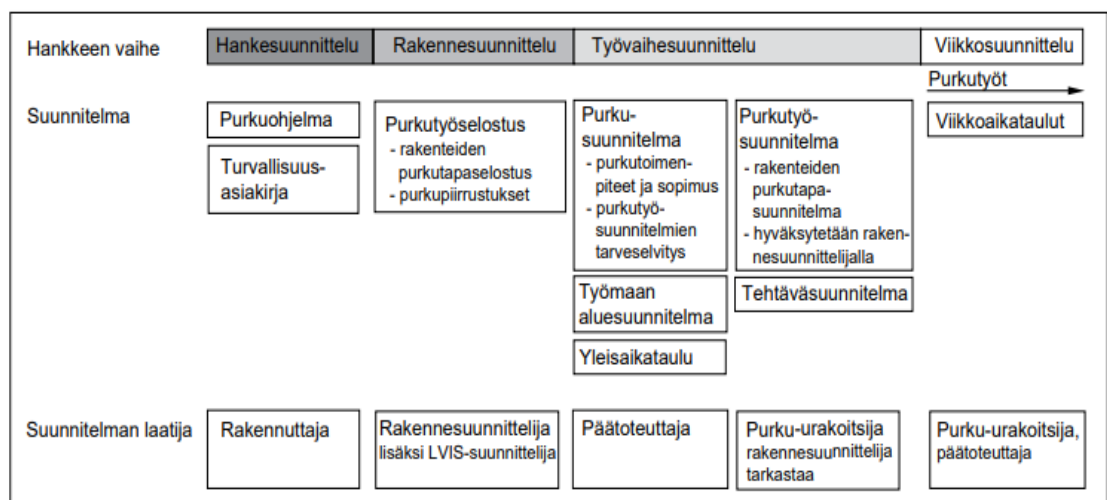 Hankkeen vaihe
Hankesuunnittelu
Rakennesuunnittelu
Työvaihesuunnittelu
Viikkosuunnittelu
Purkutyöt
Suunnitelma
Purkuohjelma
Turvallisuus-
asiakirja
Purkutyöselostus
- rakenteiden
purkutapaselostus
- purkupiirrustukset
Purku-
suunnitelma
- purkutoimen-
piteet ja sopimus
- purkutyö-
suunnitelmien
tarveselvitys
Työmaan
aluesuunnitelma
Yleisaikataulu
Purkutyö-
suunnitelma
- rakenteiden
purkutapa-
suunnitelma
- hyväksytetään raken-
nesuunnittelijalla
Tehtäväsuunnitelma
Viikkoaikataulut
Suunnitelman laatija
Rakennuttaja
Rakennesuunnittelija
lisäksi LVIS-suunnittelija
Päätoteuttaja
Purku-urakoitsija
rakennesuunnittelija
tarkastaa
Purku-urakoitsija,
päätoteuttaja